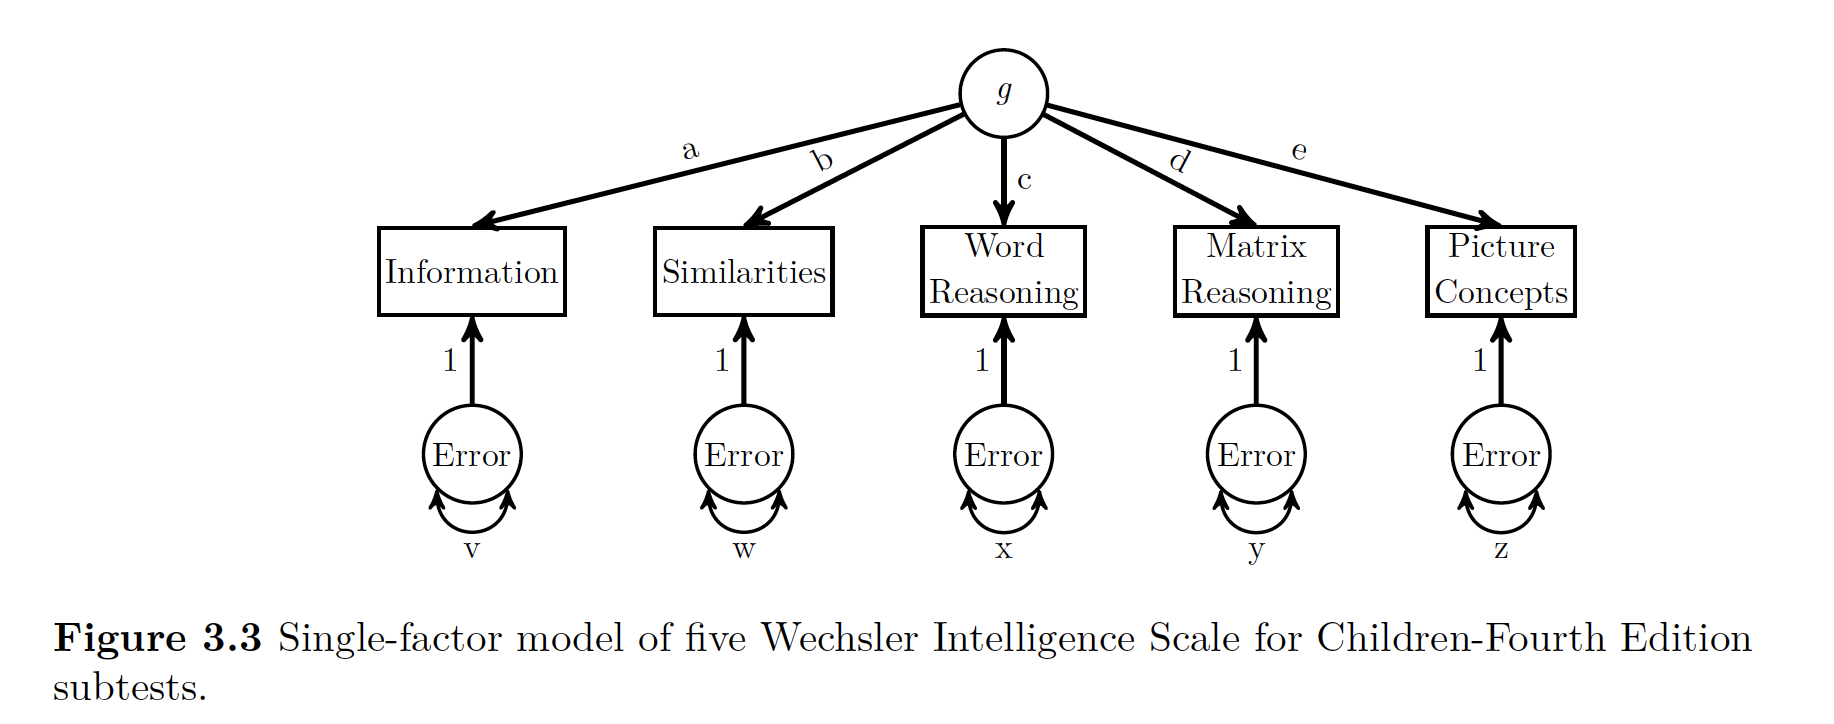 g
a
b
c
d
e
Information
Similarities
Word
Reasoning
Matrix
Reasoning
Picture
Concepts
1
1
1
1
1
Error
Error
Error
Error
Error
v
w
x
y
z
Figure 3.3 Single-factor model of five Wechsler Intelligence Scale for Children-Fourth Edition
subtests.